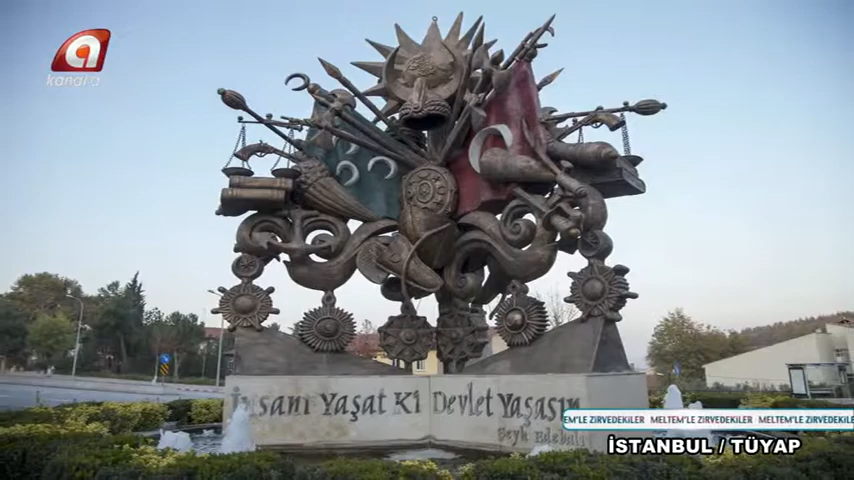 a
kanal a
İnsanı Yaşat Ki Devlet Yaşasın
Şeyh Edebali
EM'LE ZİRVEDEKİLER MELTEM'LE ZİRVEDEKİLER MELTEM'LE ZİRVEDEKİLER
İSTANBUL / TÜYAP